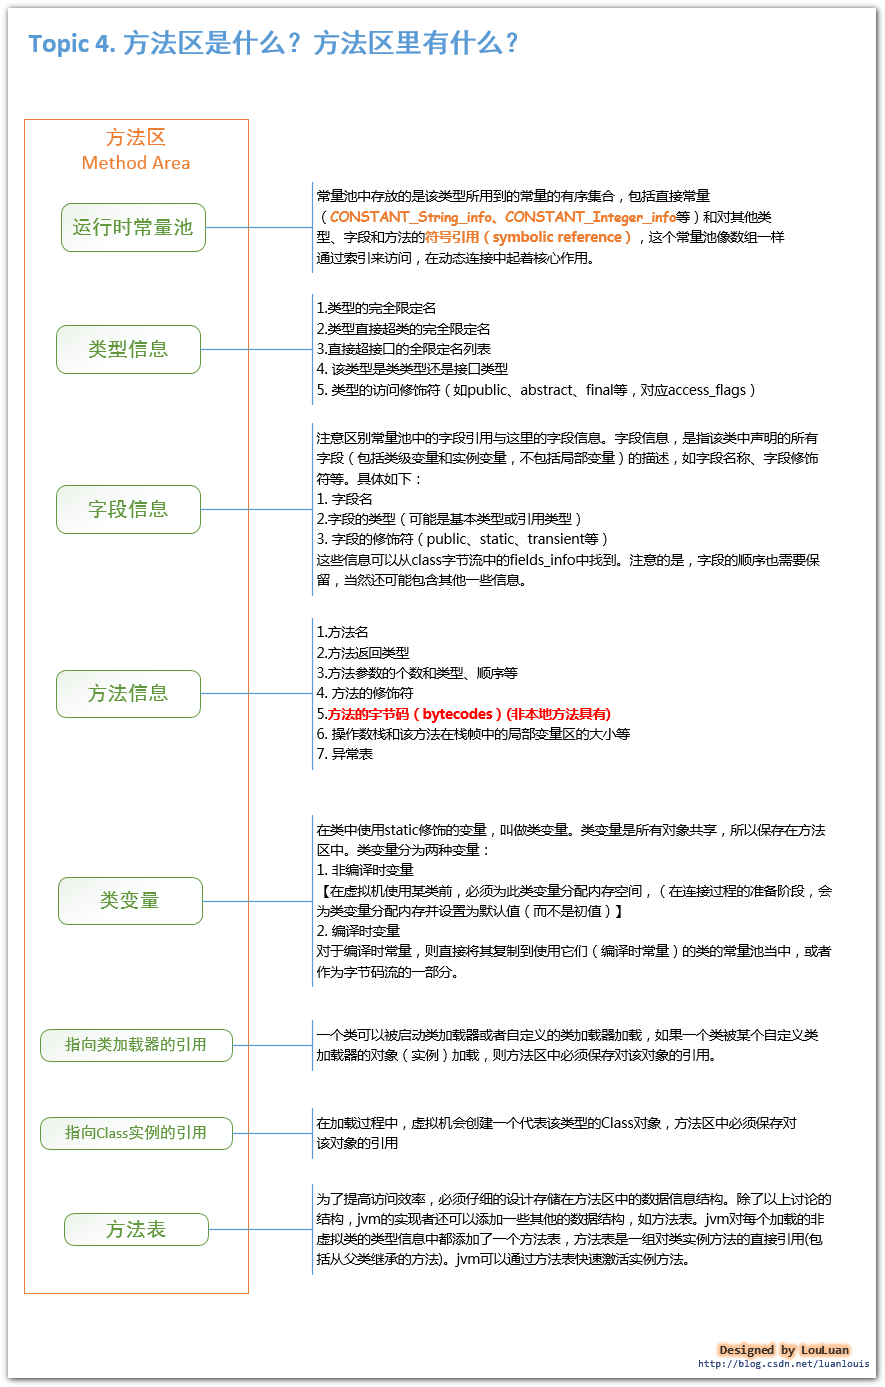 Topic 4. 方法区是什么？方法区里有什么？
方法区
Method Area
运行时常量池
常量池中存放的是该类型所用到的常量的有序集合，包括直接常量
（CONSTANT_String_info、CONSTANT_Integer_info等）和对其他类
型、字段和方法的符号引用（symbolic reference），这个常量池像数组一样
通过索引来访问，在动态连接中起着核心作用。
类型信息
1.类型的完全限定名
2.类型直接超类的完全限定名
3.直接超接口的全限定名列表
4. 该类型是类类型还是接口类型
5. 类型的访问修饰符（如public、abstract、final等，对应access_flags）
字段信息
注意区别常量池中的字段引用与这里的字段信息。字段信息，是指该类中声明的所有
字段（包括类级变量和实例变量，不包括局部变量）的描述，如字段名称、字段修饰
符等。具体如下：
1. 字段名
2.字段的类型（可能是基本类型或引用类型）
3. 字段的修饰符（public、static、transient等）
这些信息可以从class字节流中的fields_info中找到。注意的是，字段的顺序也需要保
留，当然还可能包含其他一些信息。
方法信息
1.方法名
2.方法返回类型
3.方法参数的个数和类型、顺序等
4. 方法的修饰符
5.方法的字节码（bytecodes）(非本地方法具有)
6. 操作数栈和该方法在栈帧中的局部变量区的大小等
7. 异常表
类变量
在类中使用static修饰的变量，叫做类变量。类变量是所有对象共享，所以保存在方法
区中。类变量分为两种变量：
1. 非编译时变量
【在虚拟机使用某类前，必须为此类变量分配内存空间，（在连接过程的准备阶段，会
为类变量分配内存并设置为默认值（而不是初值）】
2. 编译时变量
对于编译时常量，则直接将其复制到使用它们（编译时常量）的类的常量池当中，或者
作为字节码流的一部分。
指向类加载器的引用
一个类可以被启动类加载器或者自定义的类加载器加载，如果一个类被某个自定义类
加载器的对象（实例）加载，则方法区中必须保存对该对象的引用。
指向Class实例的引用
在加载过程中，虚拟机会创建一个代表该类型的Class对象，方法区中必须保存对
该对象的引用
方法表
为了提高访问效率，必须仔细的设计存储在方法区中的数据信息结构。除了以上讨论的
结构，jvm的实现者还可以添加一些其他的数据结构，如方法表。jvm对每个加载的非
虚拟类的类型信息中都添加了一个方法表，方法表是一组对类实例方法的直接引用(包
括从父类继承的方法)。jvm可以通过方法表快速激活实例方法。
Designed by LouLuan
http://blog.csdn.net/luanlouis